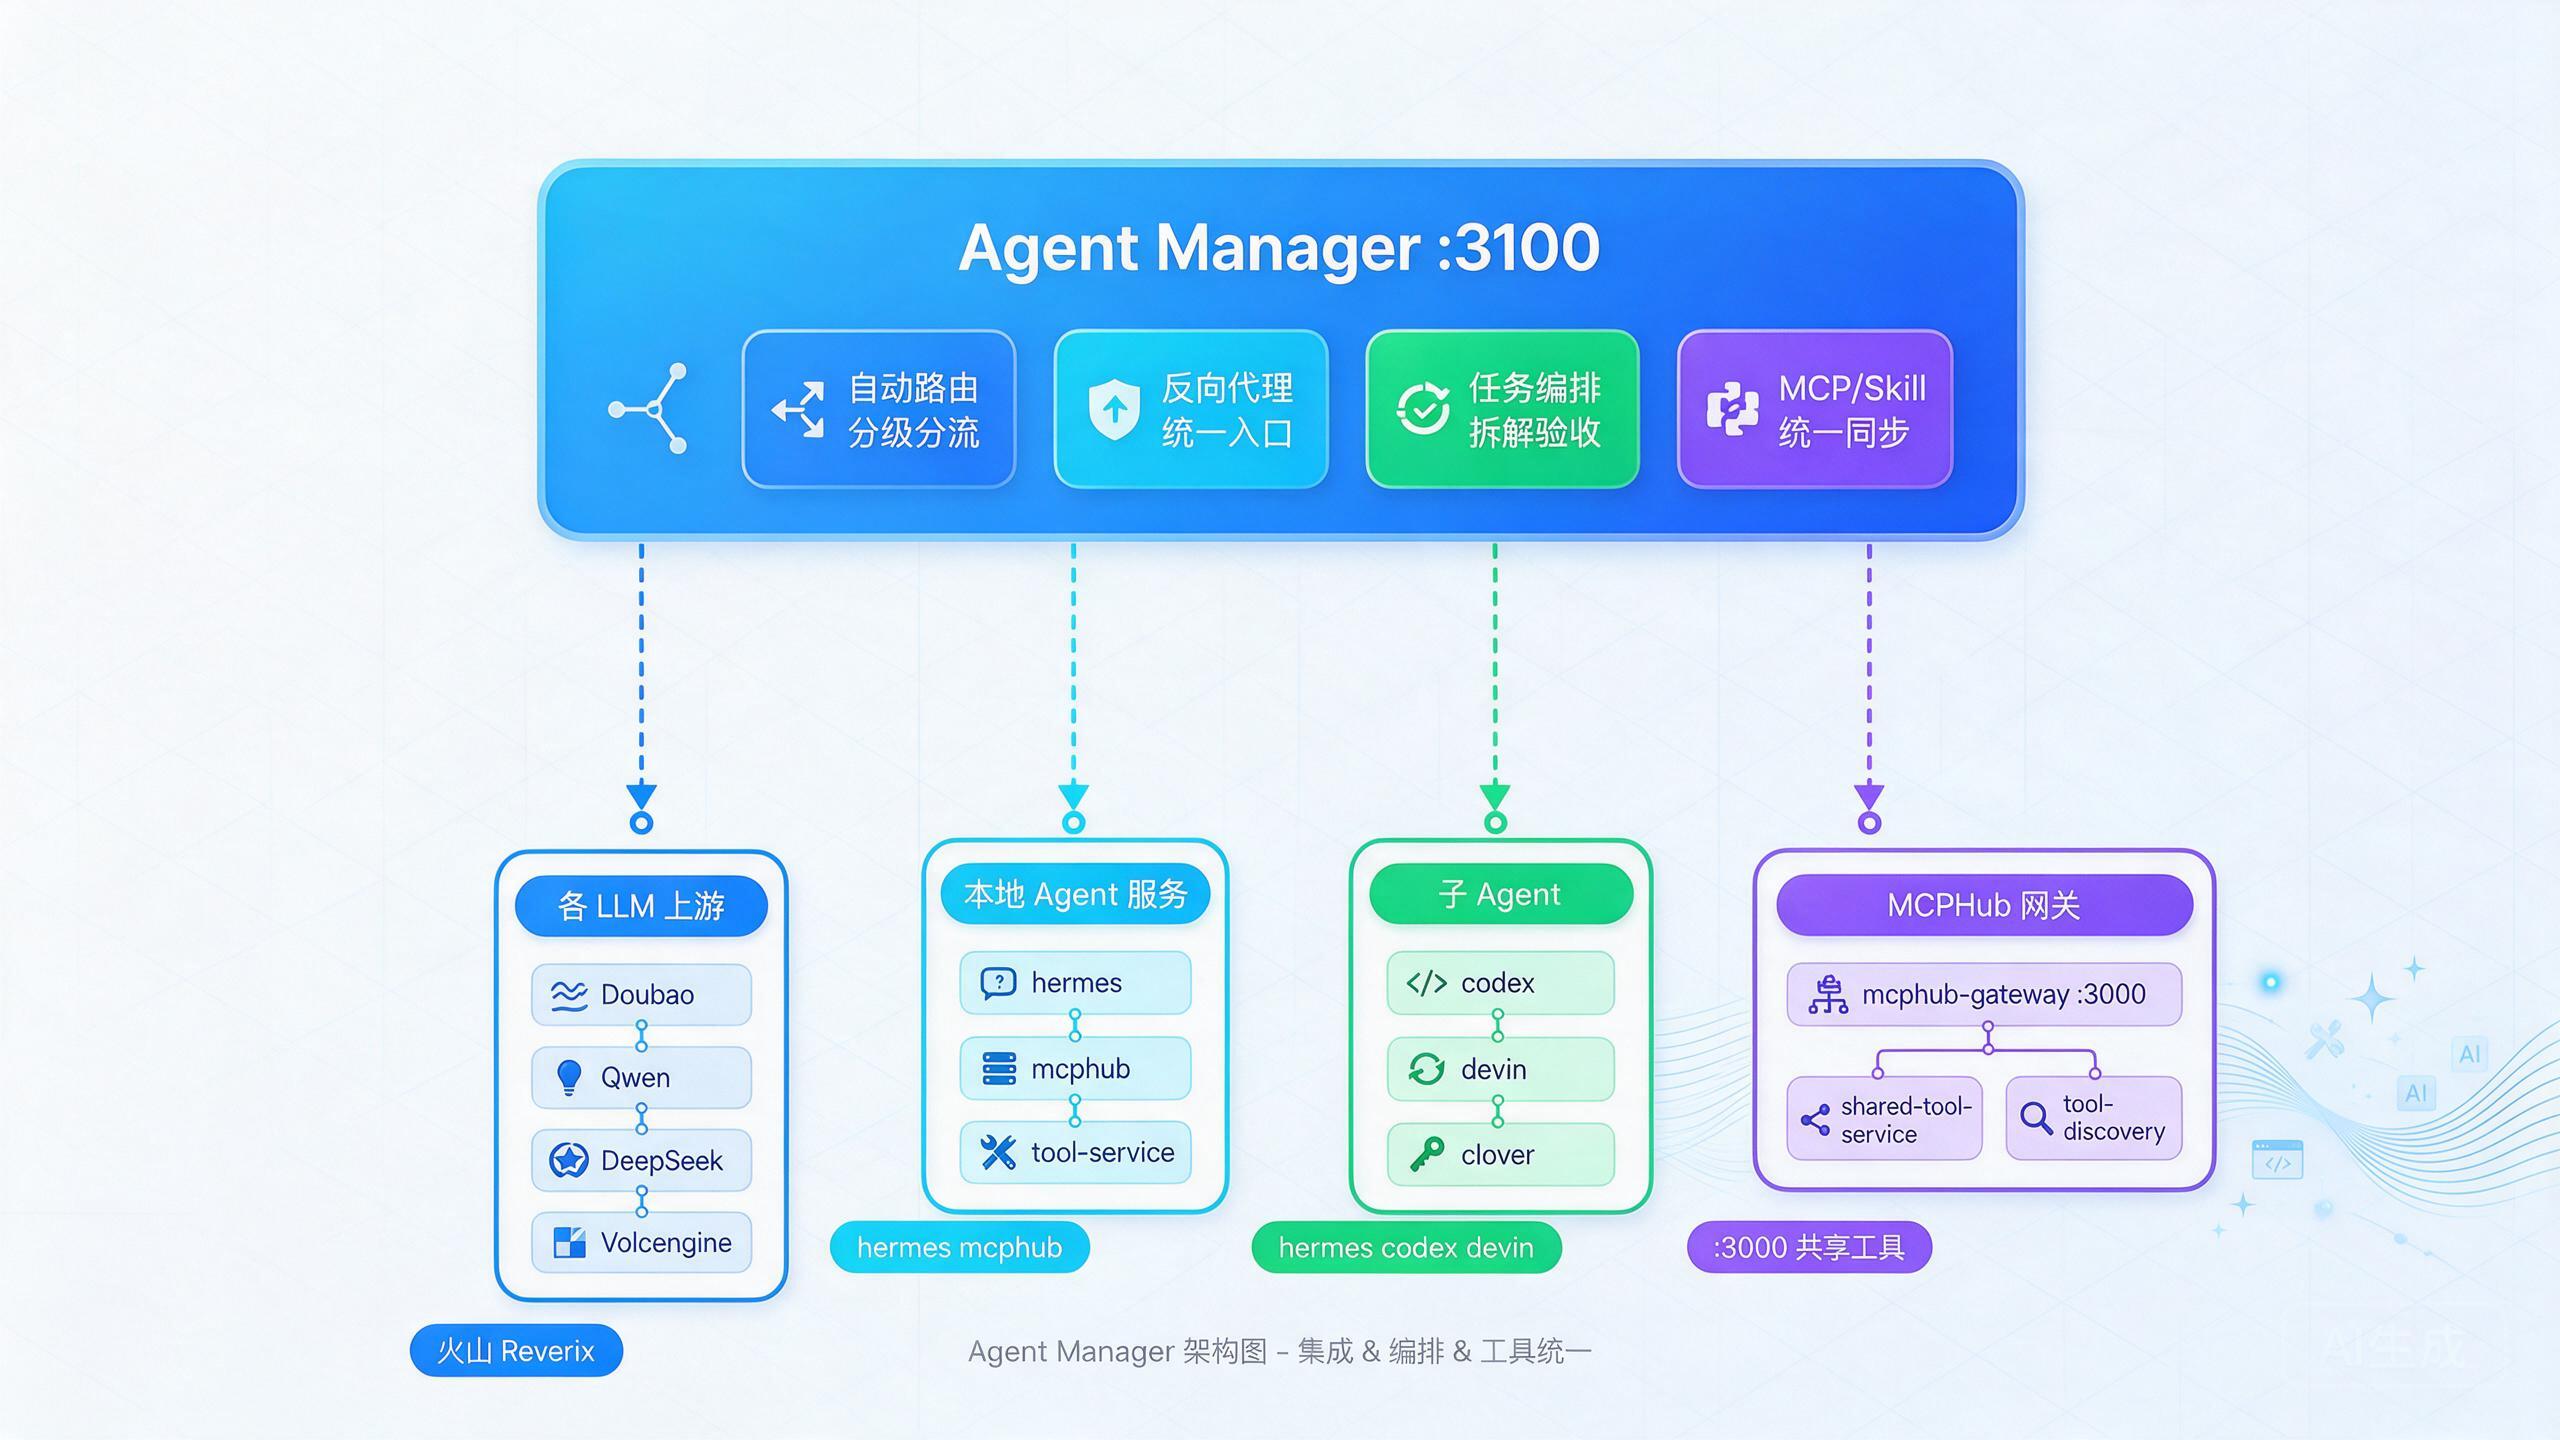 Agent Manager :3100
自动路由
分级分流
反向代理
统一入口
任务编排
拆解验收
MCP/Skill
统一同步
各 LLM 上游
Doubao
Qwen
DeepSeek
Volcengine
火山 Reverix
本地 Agent 服务
?
hermes
mcphub
tool-service
hermes mcphub
子 Agent
</> codex
devin
clover
hermes codex devin
MCPHub 网关
mcphub-gateway :3000
shared-tool-
service
tool-
discovery
:3000 共享工具
AI
AI
</>
Agent Manager 架构图 – 集成 & 编排 & 工具统一
AI生成